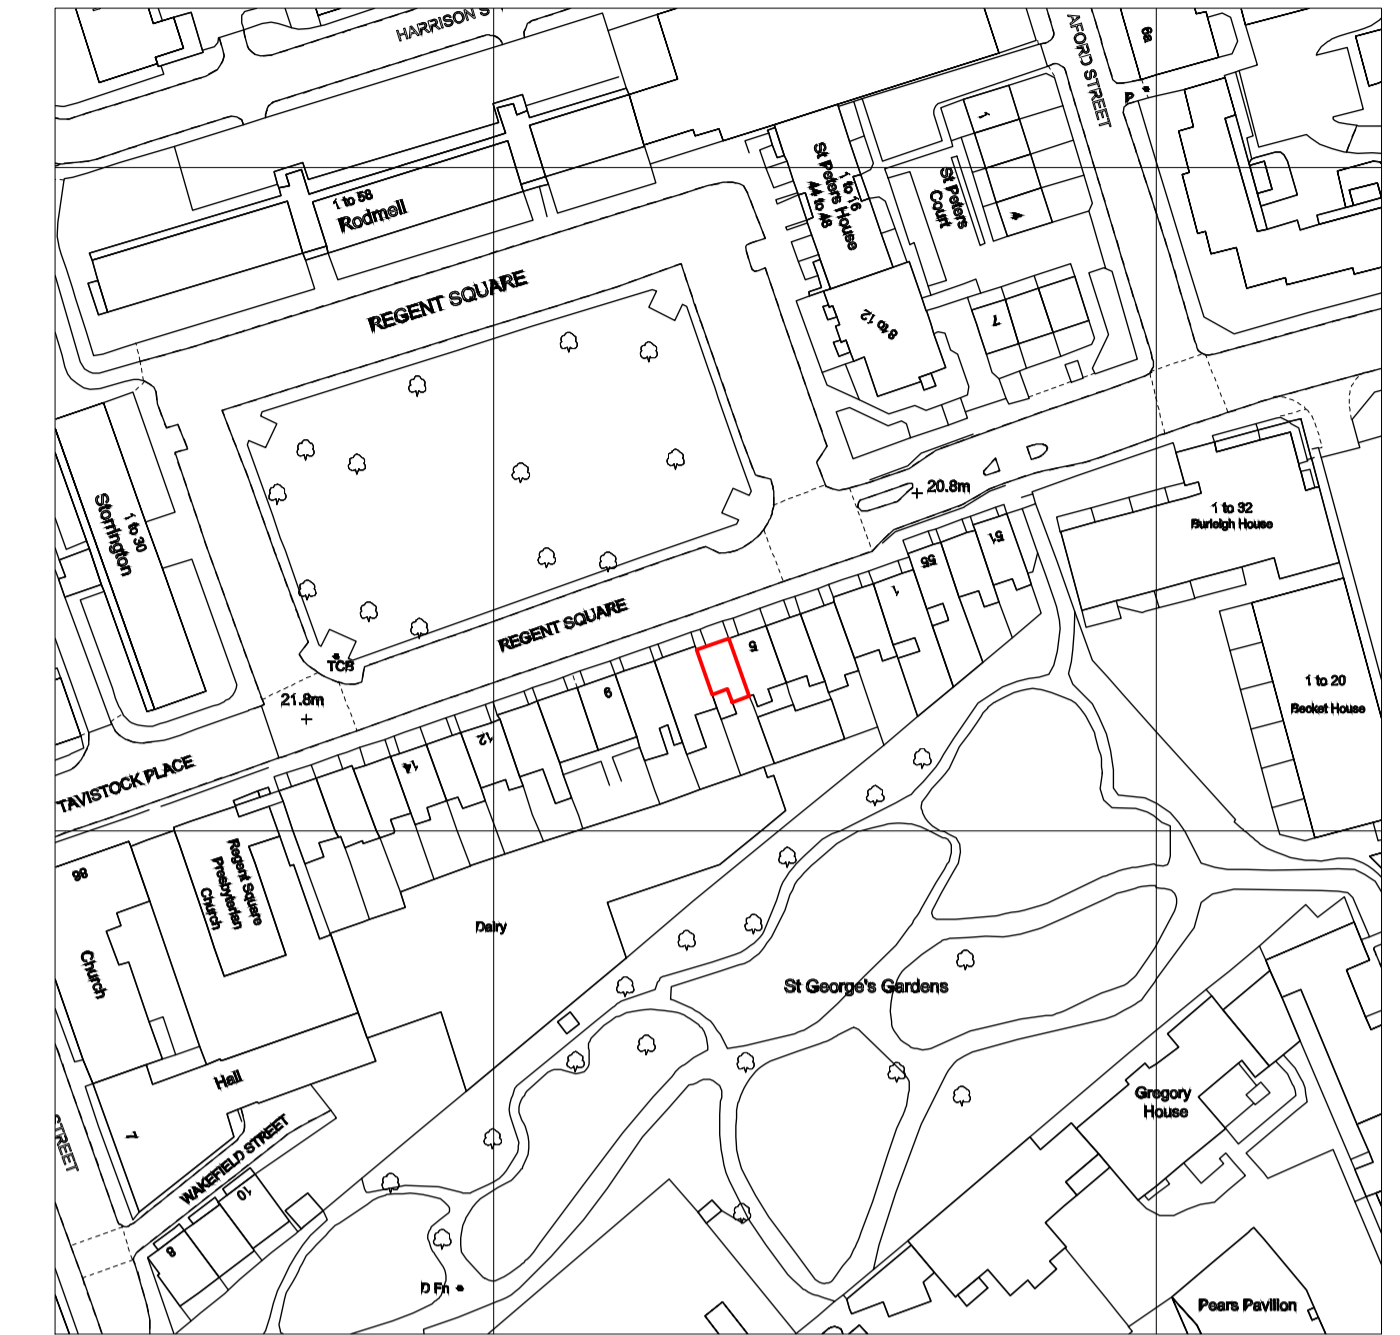 HARRISON S
AFORD STREET
6a
1 to 58
Rodmell
1 to 16
St Peters House
44 to 48
St Peters
Court
1
4
7
8 to 12
REGENT SQUARE
1 to 30
Storrington
20.8m
1 to 32
Burleigh House
51
55
1
5
REGENT SQUARE
TCB
21.8m
9
12
14
1 to 20
Becket House
TAVISTOCK PLACE
Regent Square
Presbyterian
Church
Church
Dairy
St George's Gardens
Hall
7
STREET
WAKEFIELD STREET
10
8
D Fn
Gregory
House
Pears Pavilion